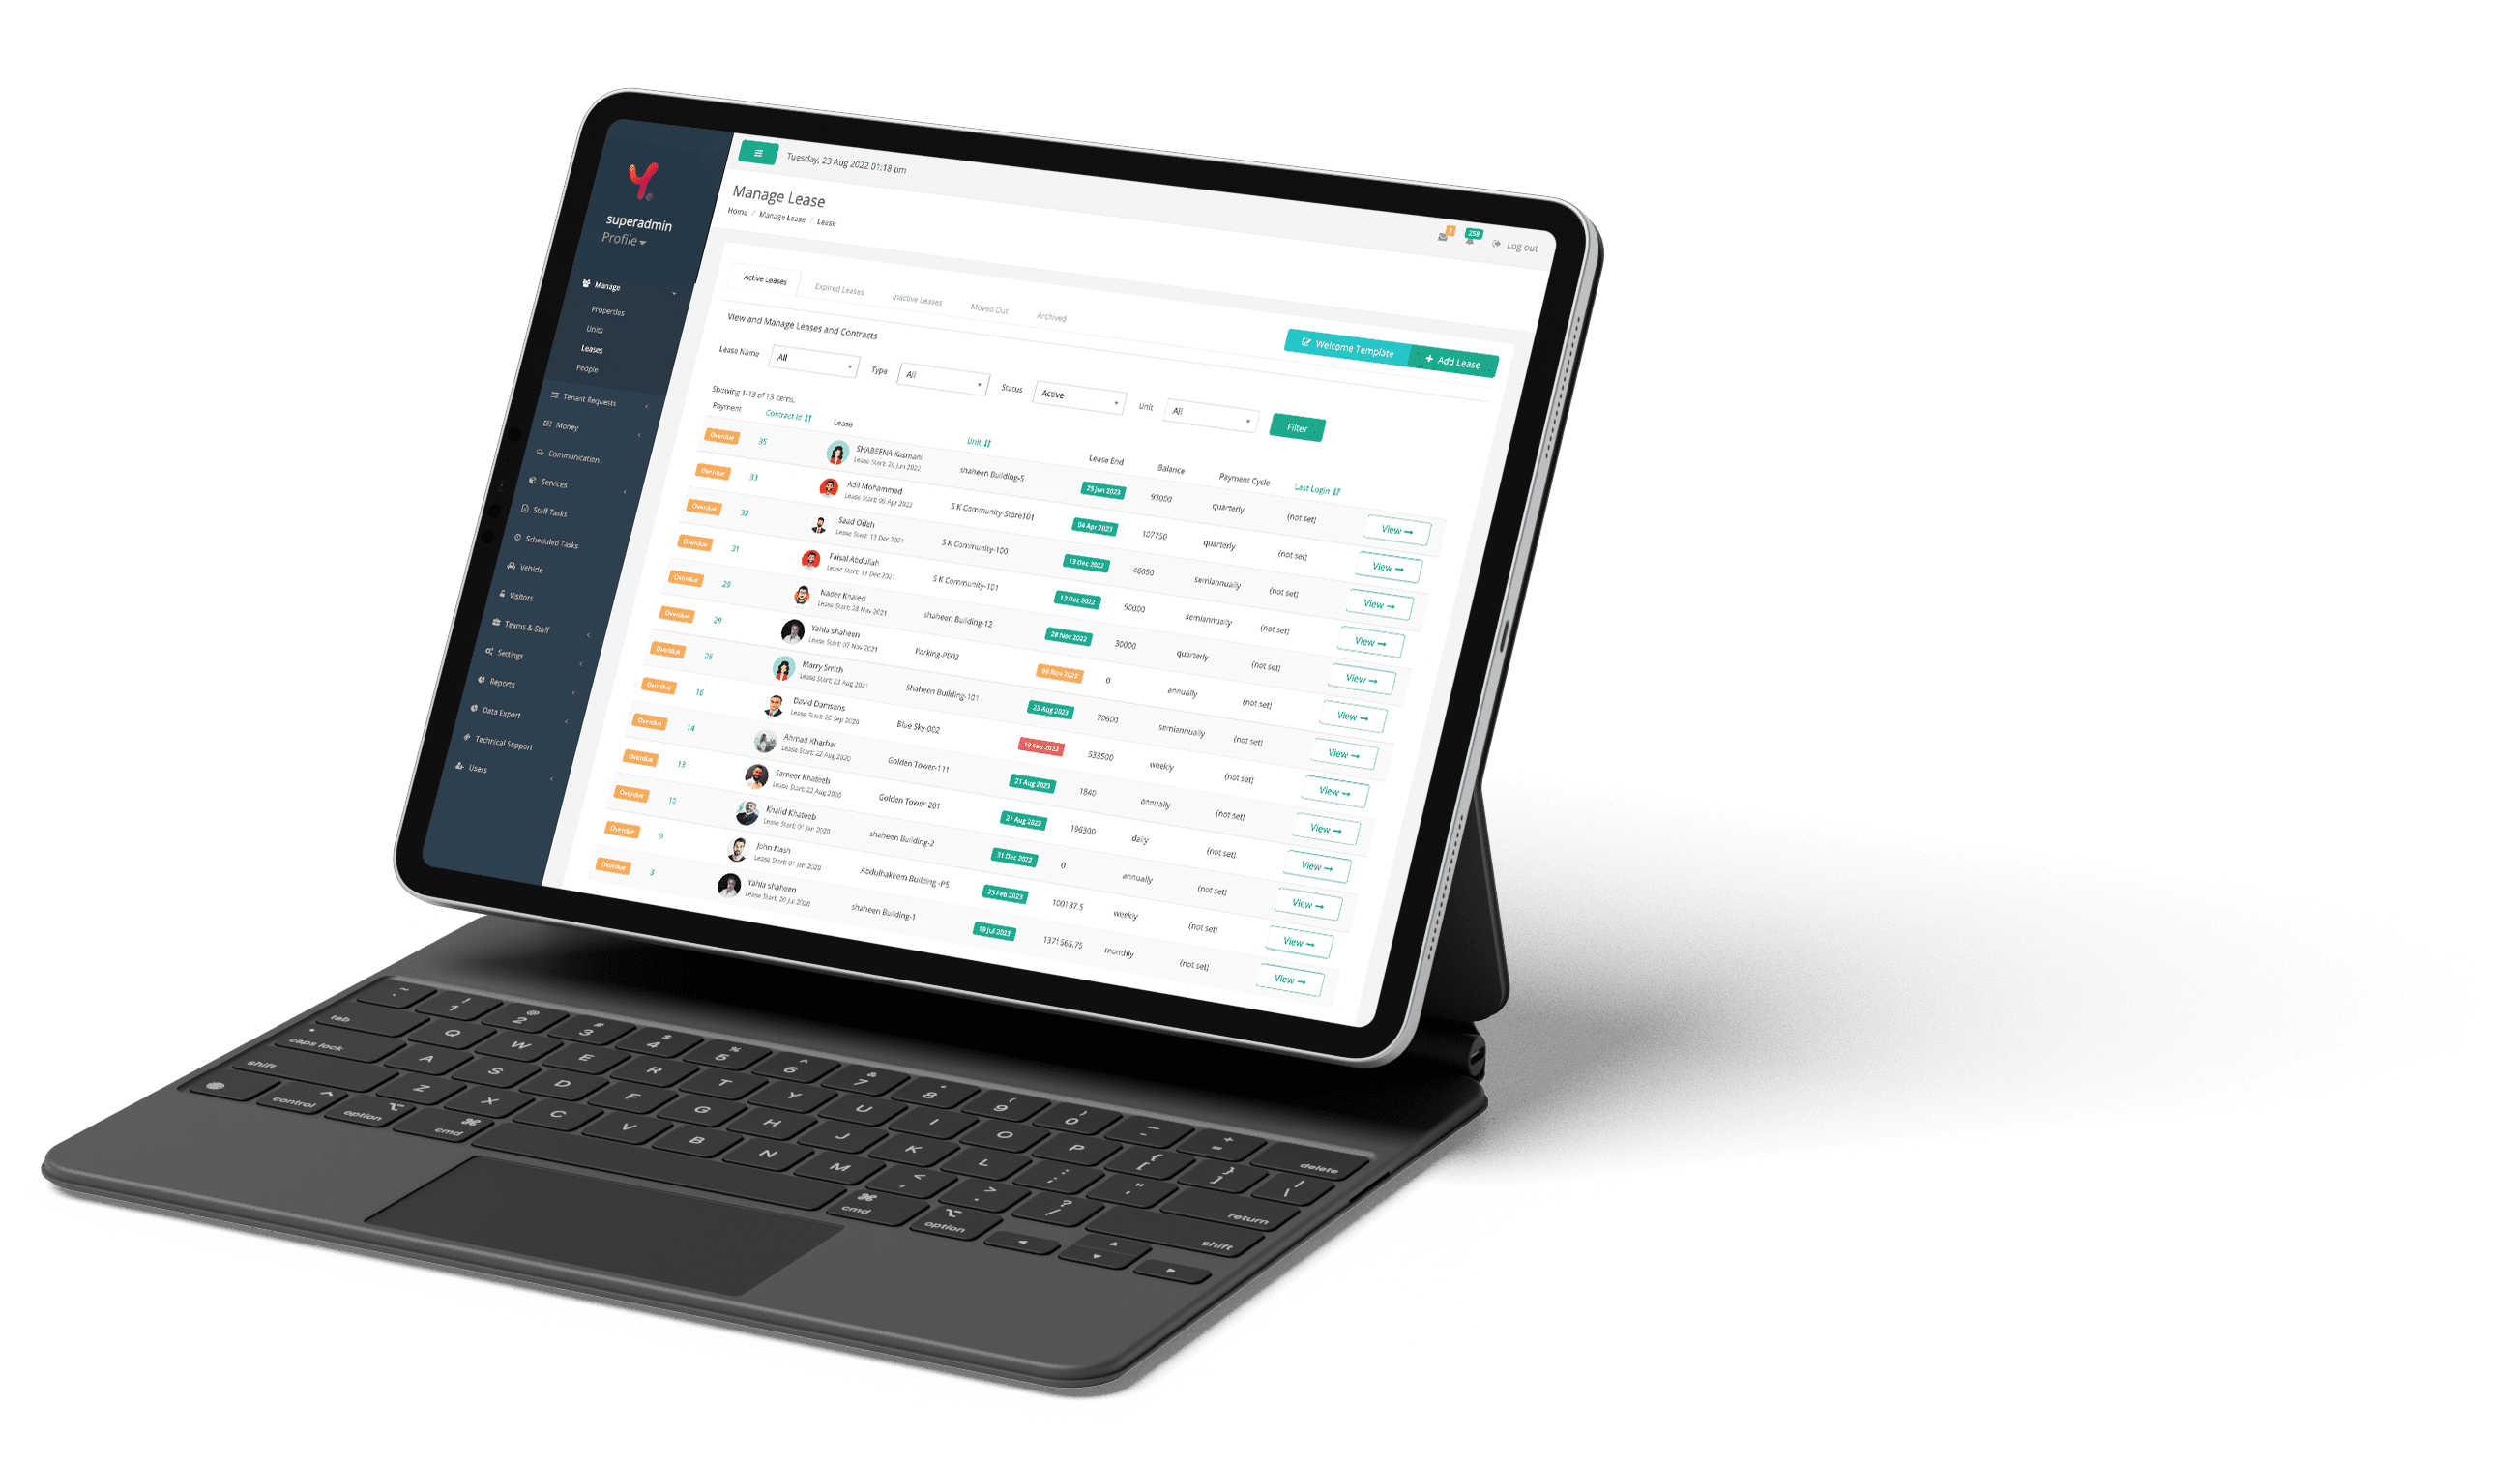 Tuesday, 23 Aug 2022 01:18 pm
1
258
Log out
superadmin
Profile
Manage Lease
Home / Manage Lease / Lease
Manage
Properties
Units
Leases
People
Tenant Requests
Money
Communication
Services
Staff Tasks
Scheduled Tasks
Vehicle
Visitors
Teams & Staff
Settings
Reports
Data Export
Technical Support
Users
Active Leases Expired Leases Inactive Leases Moved Out Archived
View and Manage Leases and Contracts
Welcome Template + Add Lease
Lease Name All Type All Status Active Unit All Filter
Showing 1-13 of 13 items.
Payment Contract Id Lease Unit Lease End Balance Payment Cycle Last Login
Overdue 35 SHABEENA Kasmani shaheen Building-5 25 Jun 2023 93000 quarterly (not set) View
Lease Start: 26 Jun 2022
Overdue 33 Adil Mohammad S K Community-Store101 04 Apr 2023 107750 quarterly (not set) View
Lease Start: 05 Apr 2022
Overdue 32 Saad Odeh S K Community-100 13 Dec 2022 46050 semiannually (not set) View
Lease Start: 13 Dec 2021
Overdue 31 Faisal Abdullah S K Community-101 13 Dec 2022 90000 semiannually (not set) View
Lease Start: 13 Dec 2021
Overdue 29 Nader Khaled shaheen Building-12 28 Nov 2022 30000 quarterly (not set) View
Lease Start: 28 Nov 2021
Overdue Yahia shaheen Parking-P002 06 Nov 2022 0 annually (not set) View
Lease Start: 07 Nov 2021
Overdue 26 Marry Smith Shaheen Building-101 23 Aug 2023 70600 semiannually (not set) View
Lease Start: 23 Aug 2021
Overdue 16 David Damsons Blue Sky-002 19 Sep 2022 533500 weekly (not set) View
Lease Start: 20 Sep 2020
Overdue 14 Ahmad Kharbat Golden Tower-111 21 Aug 2023 1840 annually (not set) View
Lease Start: 22 Aug 2020
Overdue 13 Sameer Khateeb Golden Tower-201 21 Aug 2023 196300 daily (not set) View
Lease Start: 22 Aug 2020
Overdue 10 Khalid Khateeb shaheen Building-2 31 Dec 2022 0 annually (not set) View
Lease Start: 01 Jan 2020
Overdue 9 John Nash Abdulhakeem Building -P5 25 Feb 2023 100137.5 weekly (not set) View
Lease Start: 01 Jan 2020
Overdue 3 Yahia shaheen shaheen Building-1 19 Jul 2023 1371565.75 monthly (not set) View
Lease Start: 20 Jul 2020
~ ! 1 @ 2 # 3 $ 4 % 5 ^ 6 & 7 * 8 ( 9 ) 0 _ - + = delete
tab Q W E R T Y U I O P { [ } ] | \
caps lock A S D F G H J K L : ; " ' return
shift Z X C V B N M < , > . ? / shift
control option cmd cmd option